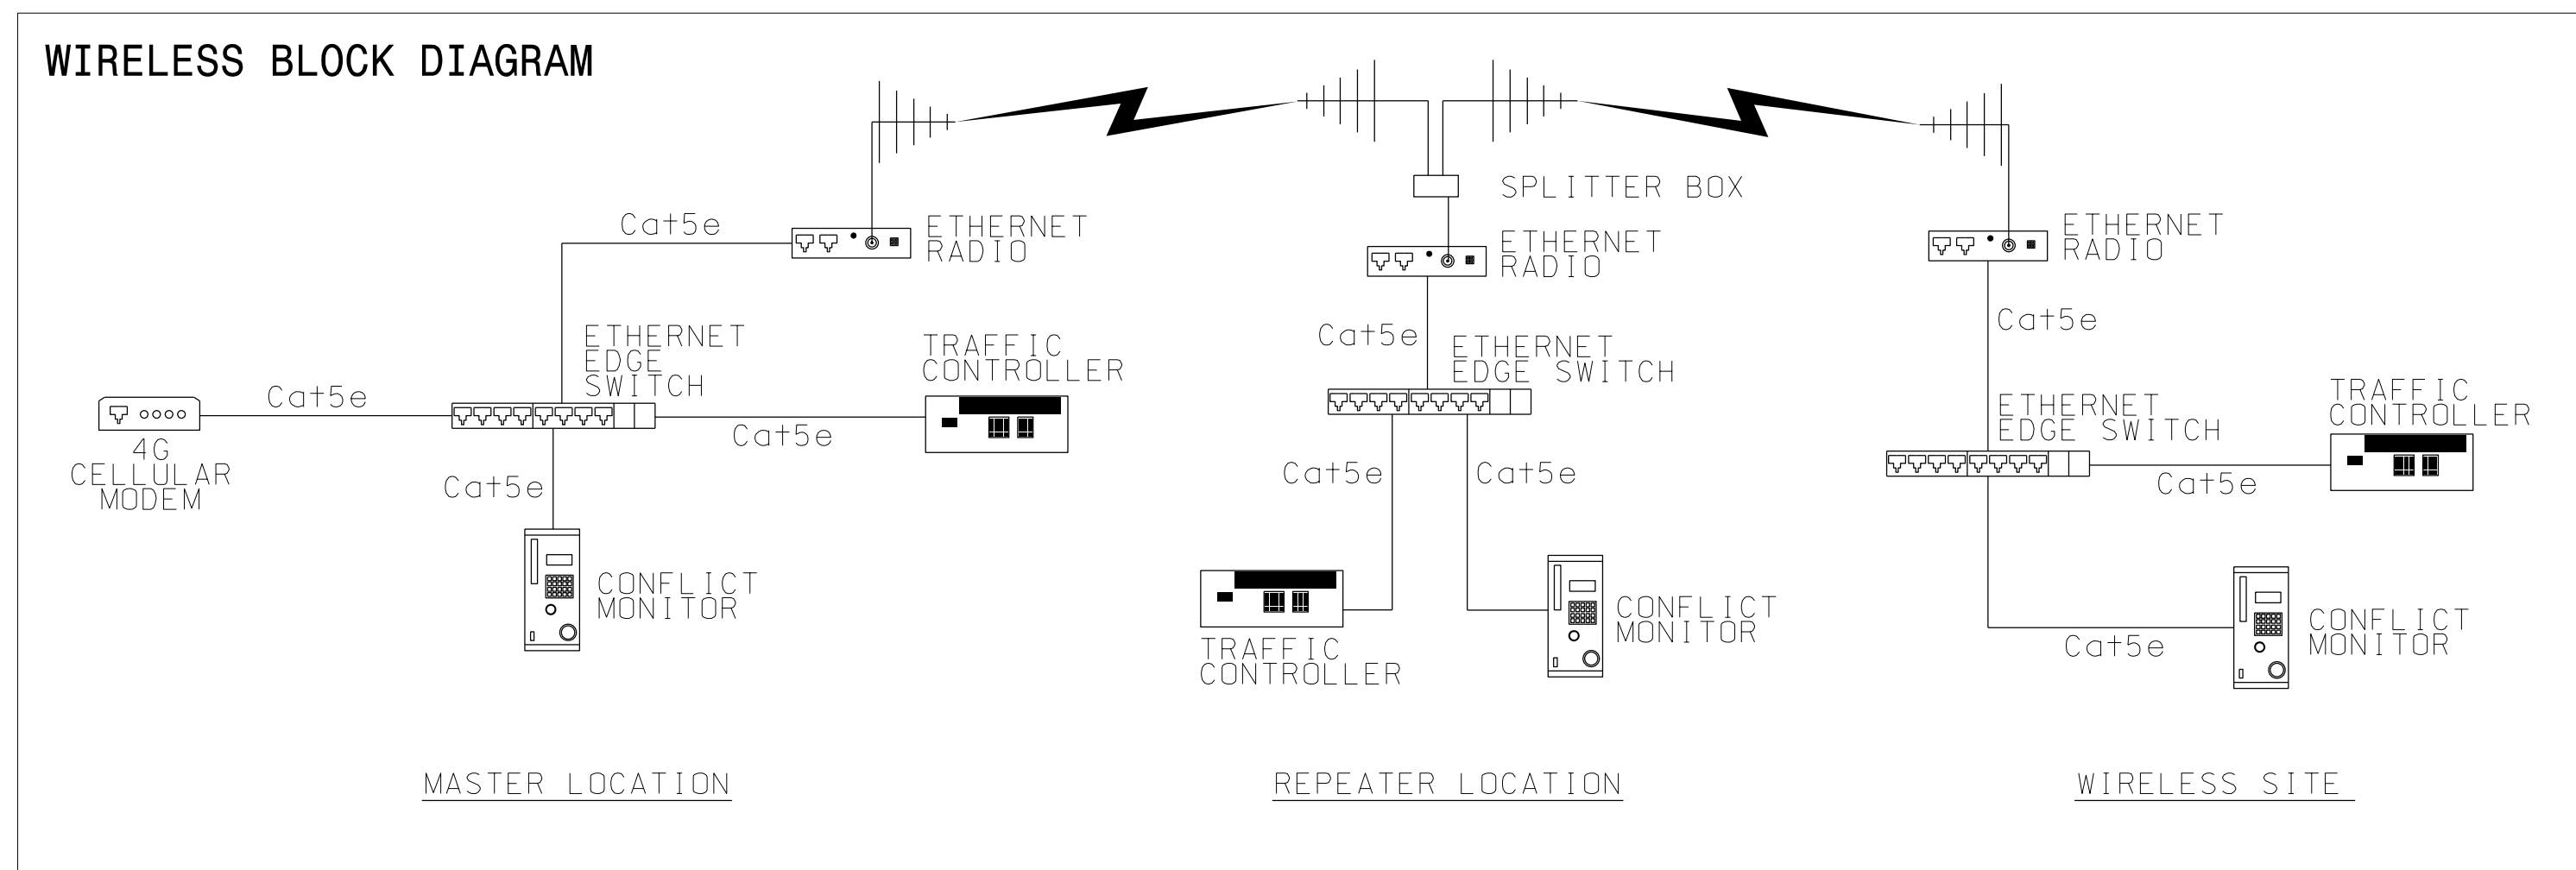 WIRELESS BLOCK DIAGRAM
Cat5e
ETHERNET
RADIO
ETHERNET
EDGE
SWITCH
TRAFFIC
CONTROLLER
Cat5e
4G
CELLULAR
MODEM
Cat5e
Cat5e
CONFLICT
MONITOR
MASTER LOCATION
SPLITTER BOX
ETHERNET
RADIO
Cat5e
ETHERNET
EDGE SWITCH
Cat5e
Cat5e
TRAFFIC
CONTROLLER
CONFLICT
MONITOR
REPEATER LOCATION
ETHERNET
RADIO
Cat5e
ETHERNET
EDGE SWITCH
TRAFFIC
CONTROLLER
Cat5e
Cat5e
CONFLICT
MONITOR
WIRELESS SITE